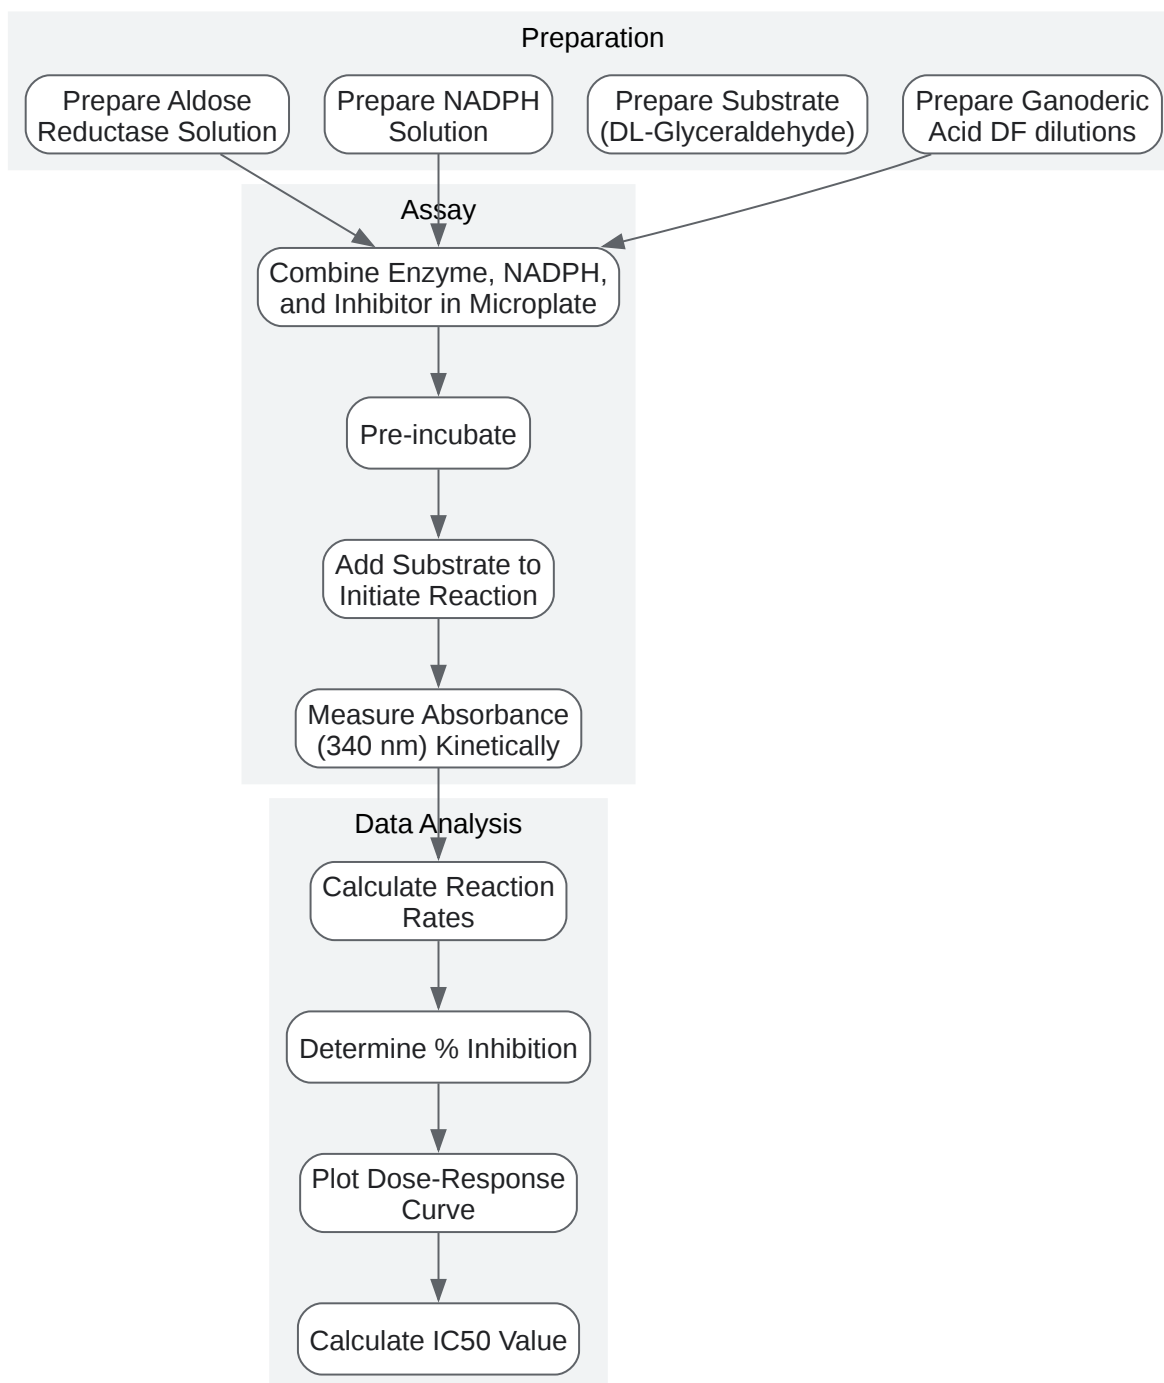 Preparation
Prepare Aldose
Reductase Solution
Prepare NADPH
Solution
Prepare Substrate
(DL-Glyceraldehyde)
Prepare Ganoderic
Acid DF dilutions
Assay
Combine Enzyme, NADPH,
and Inhibitor in Microplate
Pre-incubate
Add Substrate to
Initiate Reaction
Measure Absorbance
(340 nm) Kinetically
Data Analysis
Calculate Reaction
Rates
Determine % Inhibition
Plot Dose-Response
Curve
Calculate IC50 Value